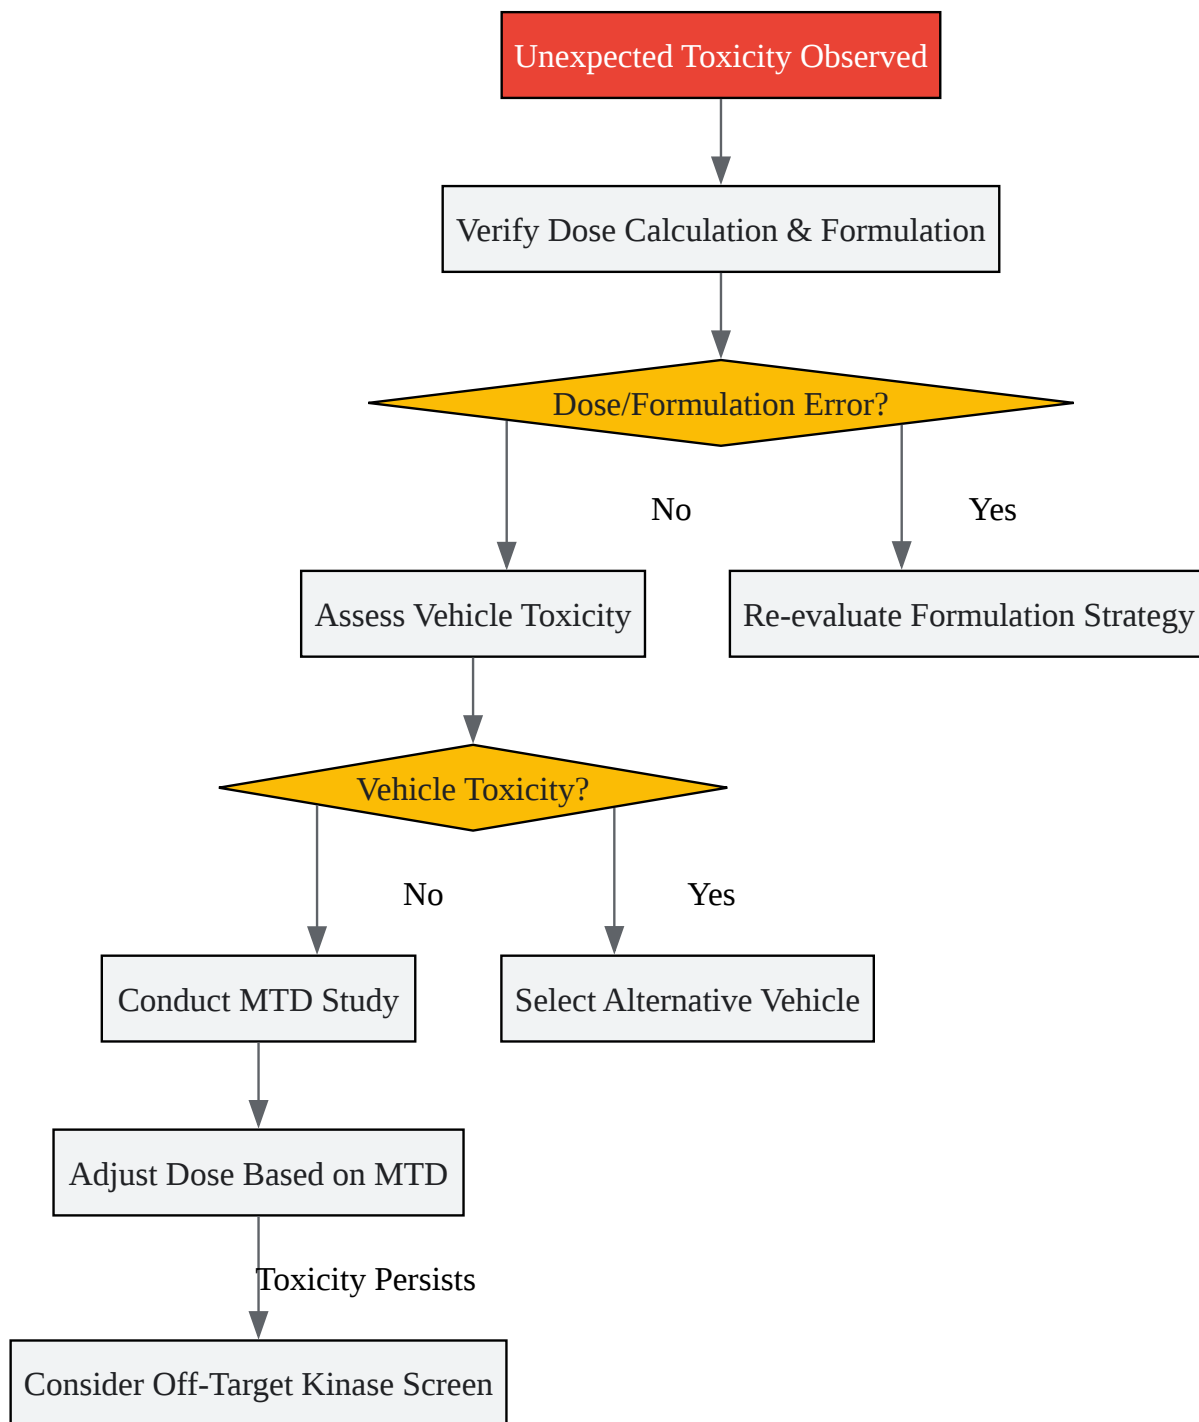 Unexpected Toxicity Observed
Verify Dose Calculation & Formulation
Dose/Formulation Error?
No
Yes
Assess Vehicle Toxicity
Re-evaluate Formulation Strategy
Vehicle Toxicity?
No
Yes
Conduct MTD Study
Select Alternative Vehicle
Adjust Dose Based on MTD
Toxicity Persists
Consider Off-Target Kinase Screen